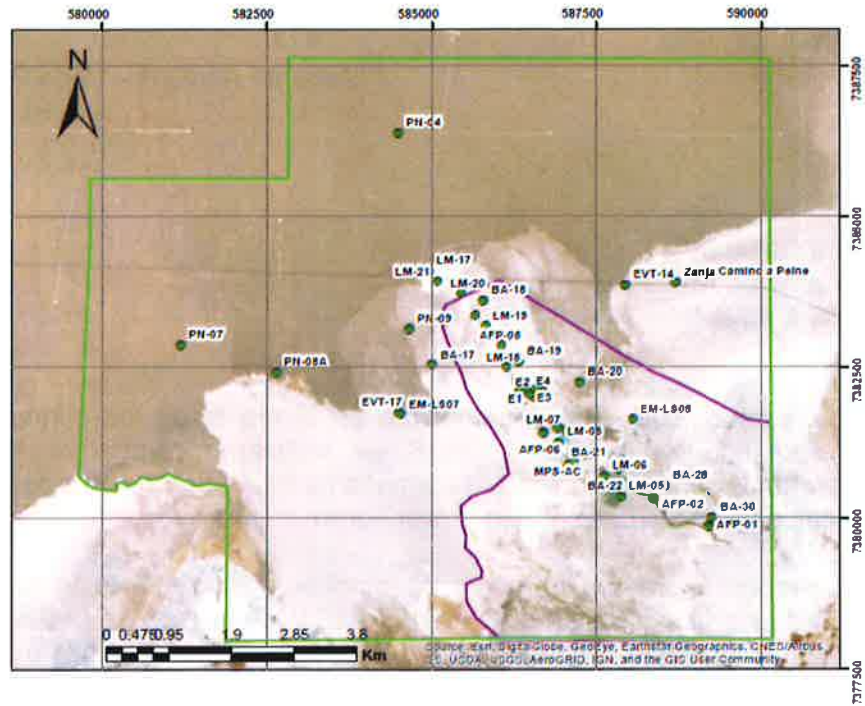 580000
582500
585000
587500
590000
N
7387500
PN-04
7385000
LM-17
LM-21
LM-20
BA-18
EVT-14
Zanja Camino a Peine
LM-19
PN-09
AFP-08
PN-07
BA-17
LM-18
BA-19
PN-08A
7382500
E2
E4
BA-20
E1
E3
EVT-17
EM-LS07
EM-LS06
LM-07
LM-08
AFP-06
BA-21
MPS-AC
LM-06
BA-28
BA-22
LM-05
AFP-02
BA-30
AFP-01
7380000
0 0.475 0.95 1.9 2.85 3.8
Km
Source: Esri, DigitalGlobe, GeoEye, Earthstar Geographics, CNES/Airbus
DS, USDA, USGS, AeroGRID, IGN, and the GIS User Community
7377500